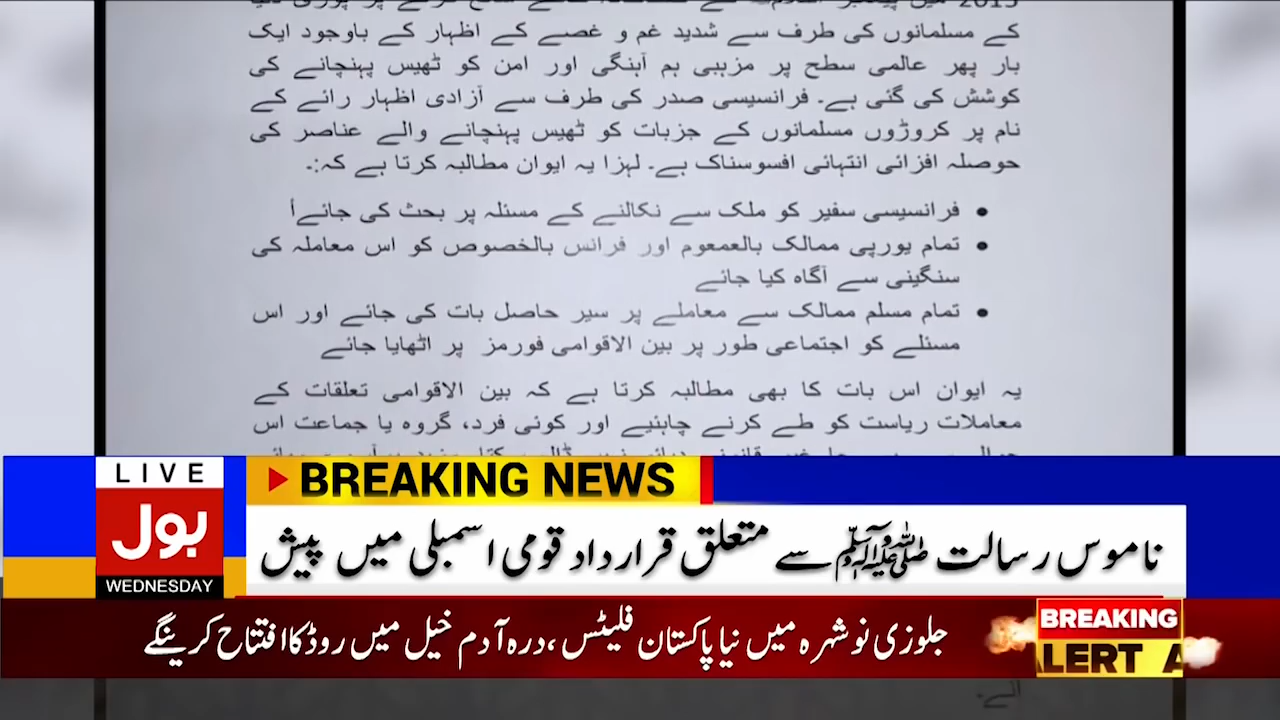 2015 میں پیغمبر
کے مسلمانوں کی طرف سے شدید غم و غصے کے اظہار کے باوجود ایک
بار پھر عالمی سطح پر مزہبی ہم آہنگی اور امن کو ٹھیس پہنچانے کی
کوشش کی گئی ہے۔ فرانسیسی صدر کی طرف سے آزادی اظہار رائے کے
نام پر کروڑوں مسلمانوں کے جزبات کو ٹھیس پہنچانے والے عناصر کی
حوصلہ افزائی انتہائی افسوسناک ہے۔ لہزا یہ ایوان مطالبہ کرتا ہے کہ:۔
• فرانسیسی سفیر کو ملک سے نکالنے کے مسئلہ پر بحث کی جائےأ
• تمام یورپی ممالک بالعمعوم اور فرانس بالخصوص کو اس معاملہ کی
سنگینی سے آگاہ کیا جائے
• تمام مسلم ممالک سے معاملے پر سیر حاصل بات کی جائے اور اس
مسئلے کو اجتماعی طور پر بین الاقوامی فورمز پر اٹھایا جائے
یہ ایوان اس بات کا بھی مطالبہ کرتا ہے کہ بین الاقوامی تعلقات کے
معاملات ریاست کو طے کرنے چاہئیے اور کوئی فرد، گروہ یا جماعت اس
LIVE
BREAKING NEWS
بول
WEDNESDAY
ناموس رسالت ﷺ سے متعلق قرارداد قومی اسمبلی میں پیش
جلوزی نوشہرہ میں نیا پاکستان فلیٹس ،درہ آدم خیل میں روڈ کا افتتاح کرینگے
BREAKING
ALERT A